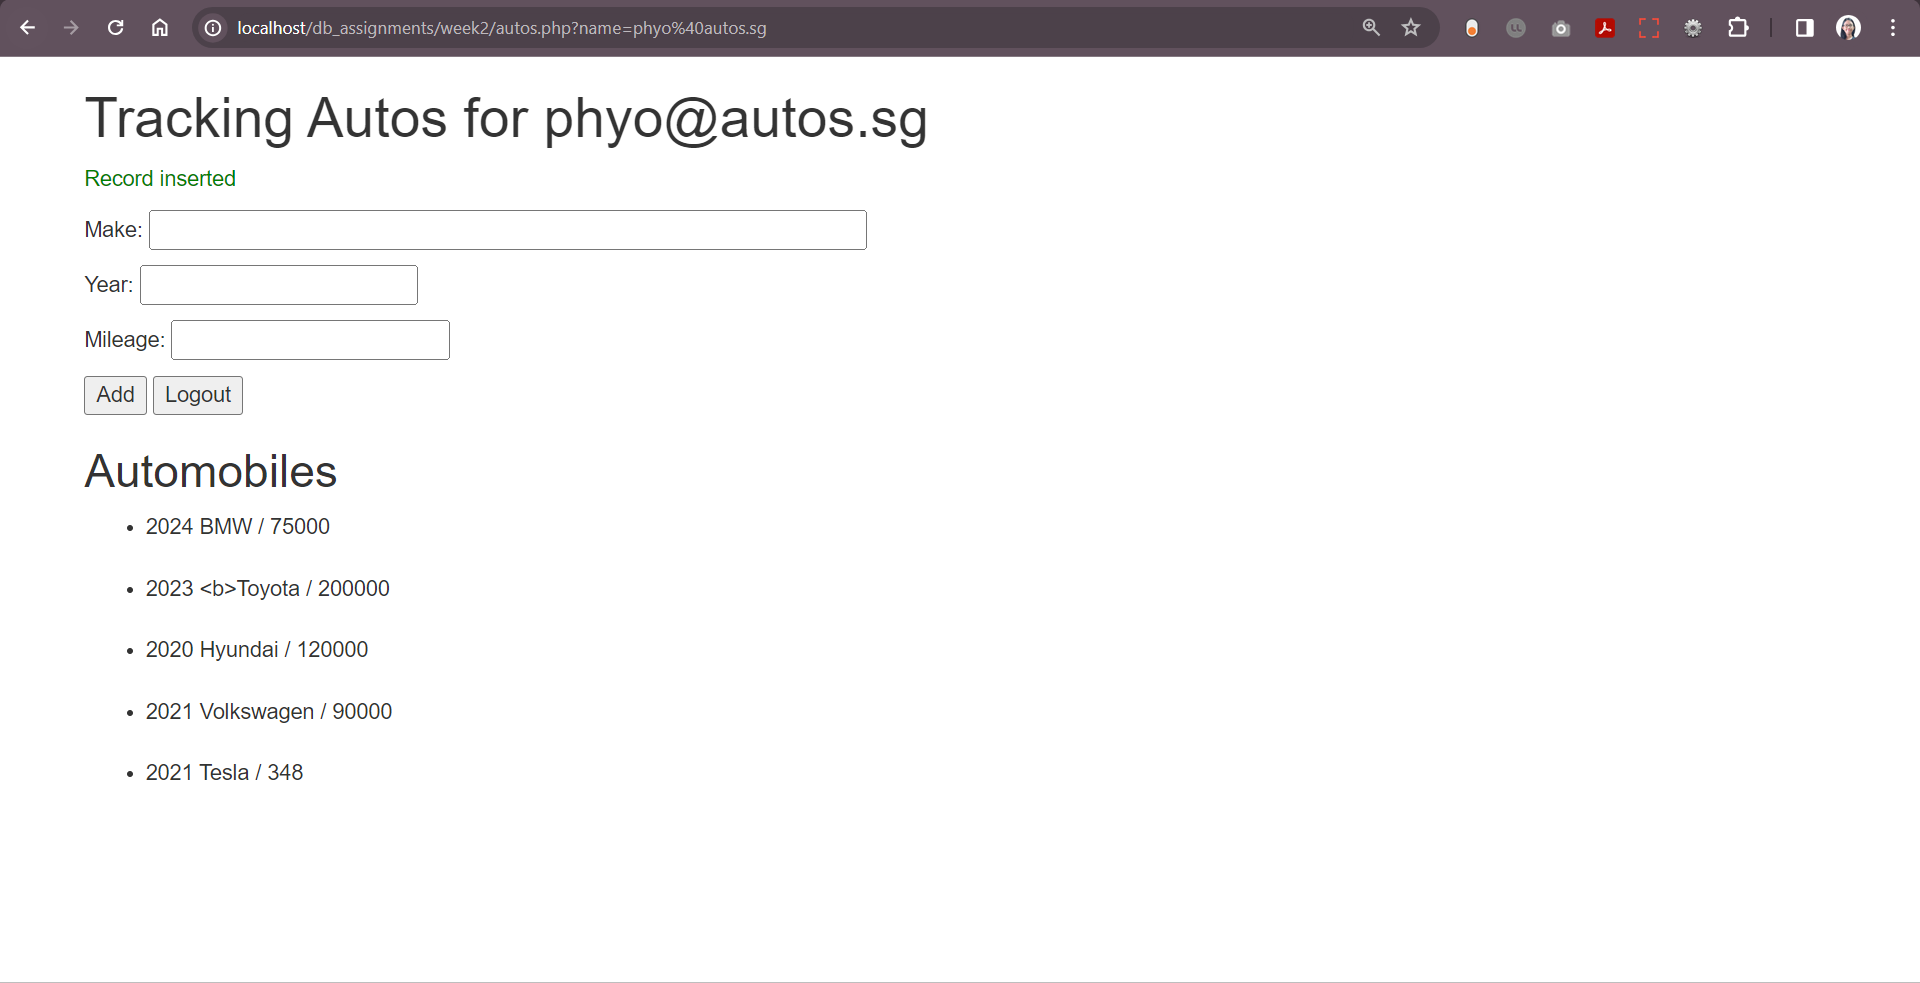 localhost/db_assignments/week2/autos.php?name=phyo%40autos.sg
Tracking Autos for phyo@autos.sg
Record inserted
Make:
Year:
Mileage:
Add Logout
Automobiles
• 2024 BMW / 75000
• 2023 <b>Toyota / 200000
• 2020 Hyundai / 120000
• 2021 Volkswagen / 90000
• 2021 Tesla / 348